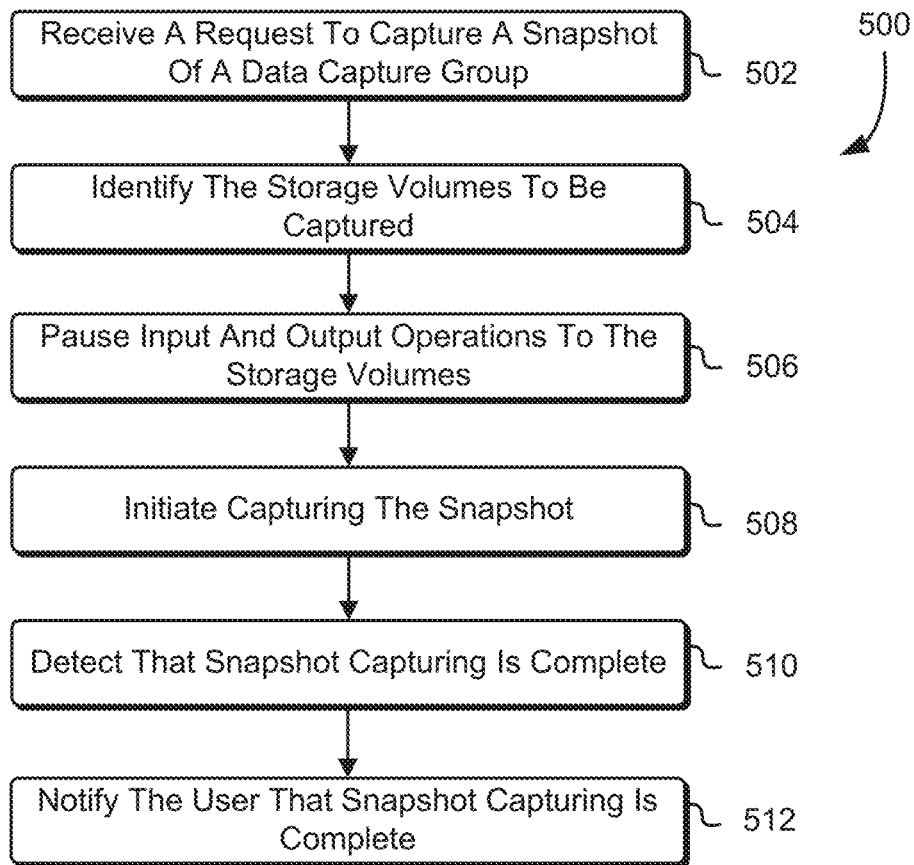 Receive A Request To Capture A Snapshot
Of A Data Capture Group
502
500
Identify The Storage Volumes To Be
Captured
504
Pause Input And Output Operations To The
Storage Volumes
506
Initiate Capturing The Snapshot
508
Detect That Snapshot Capturing Is Complete
510
Notify The User That Snapshot Capturing Is
Complete
512